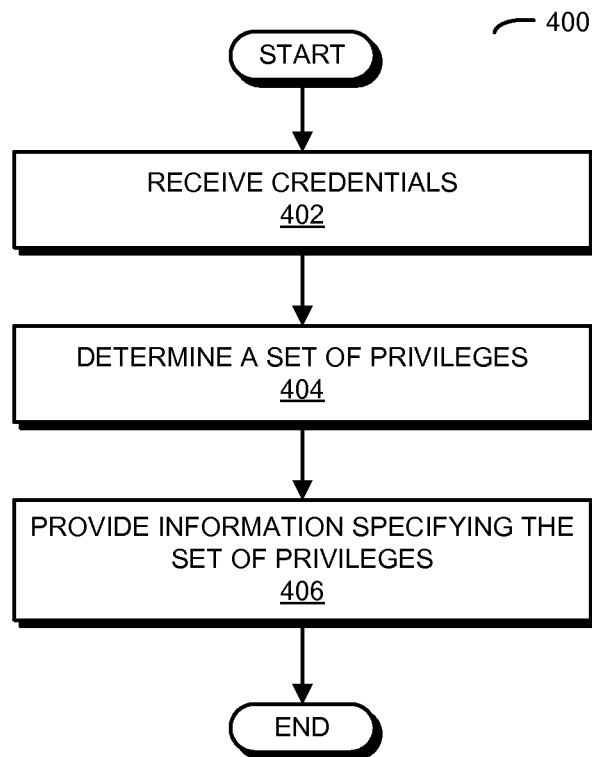 400
START
RECEIVE CREDENTIALS
402
DETERMINE A SET OF PRIVILEGES
404
PROVIDE INFORMATION SPECIFYING THE
SET OF PRIVILEGES
406
END